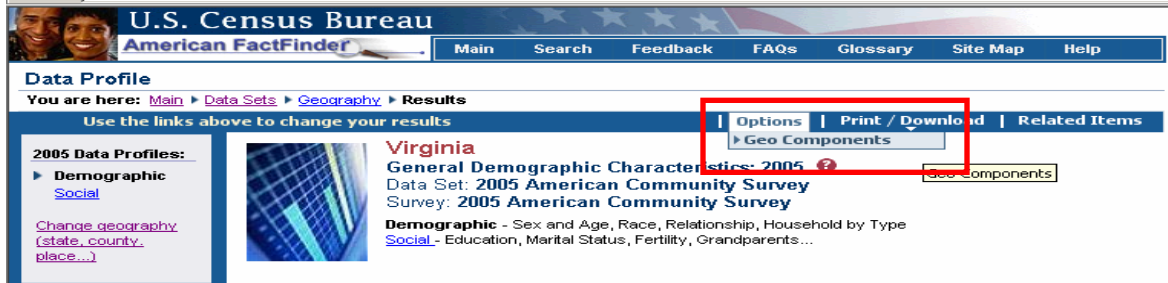 U.S. Census Bureau
American FactFinder
Main Search Feedback FAQs Glossary Site Map Help
Data Profile
You are here: Main ▶ Data Sets ▶ Geography ▶ Results
Use the links above to change your results | Options | Print / Download | Related Items
▶ Geo Components
Geo Components
2005 Data Profiles:
▶ Demographic
Social
Change geography
(state, county,
place...)
Virginia
General Demographic Characteristics: 2005 ?
Data Set: 2005 American Community Survey
Survey: 2005 American Community Survey
Demographic - Sex and Age, Race, Relationship, Household by Type
Social - Education, Marital Status, Fertility, Grandparents...